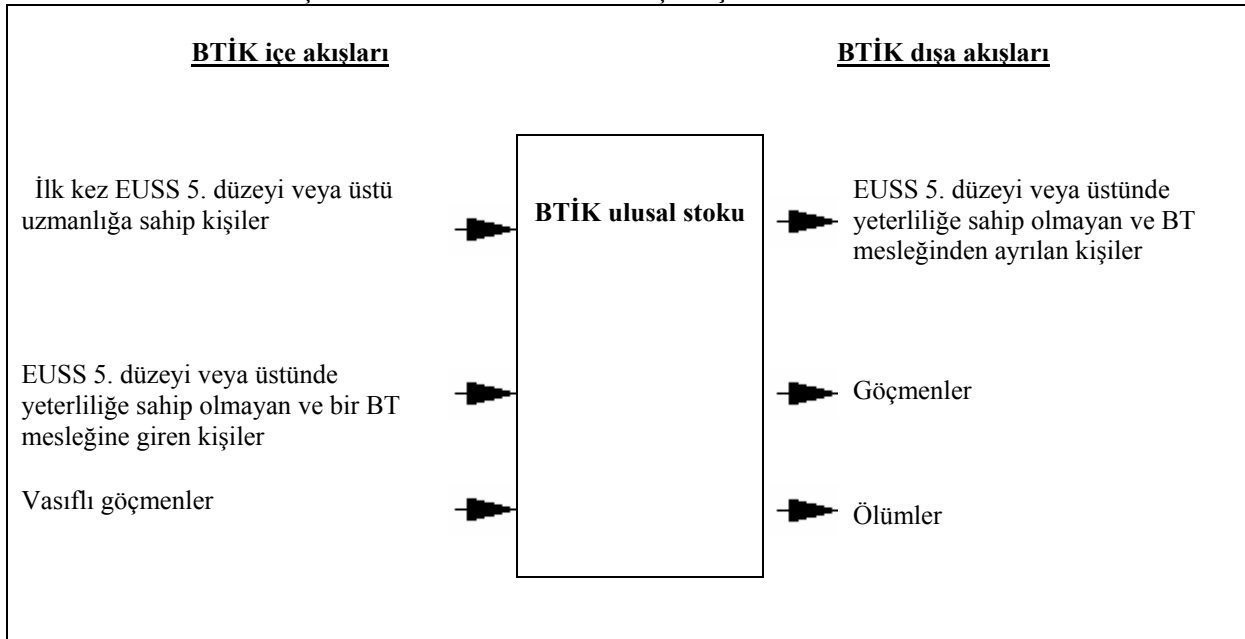 BTİK içe akışları
BTİK dışa akışları
İlk kez EUSS 5. düzeyi veya üstü
uzmanlığa sahip kişiler
EUSS 5. düzeyi veya üstünde
yeterliliğe sahip olmayan ve bir BT
mesleğine giren kişiler
Vasıflı göçmenler
BTİK ulusal stoku
EUSS 5. düzeyi veya üstünde
yeterliliğe sahip olmayan ve BT
mesleğinden ayrılan kişiler
Göçmenler
Ölümler